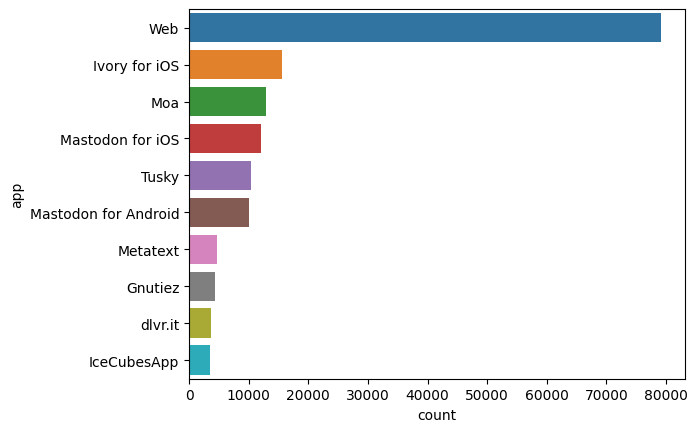 Web
Ivory for iOS
Moa
Mastodon for iOS
Tusky
Mastodon for Android
Metatext
Gnutiez
dlvr.it
IceCubesApp
app
0 10000 20000 30000 40000 50000 60000 70000 80000
count